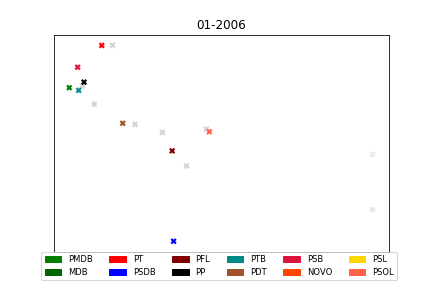 01-2006
PMDB PT PFL PTB PSB PSL
MDB PSDB PP PDT NOVO PSOL